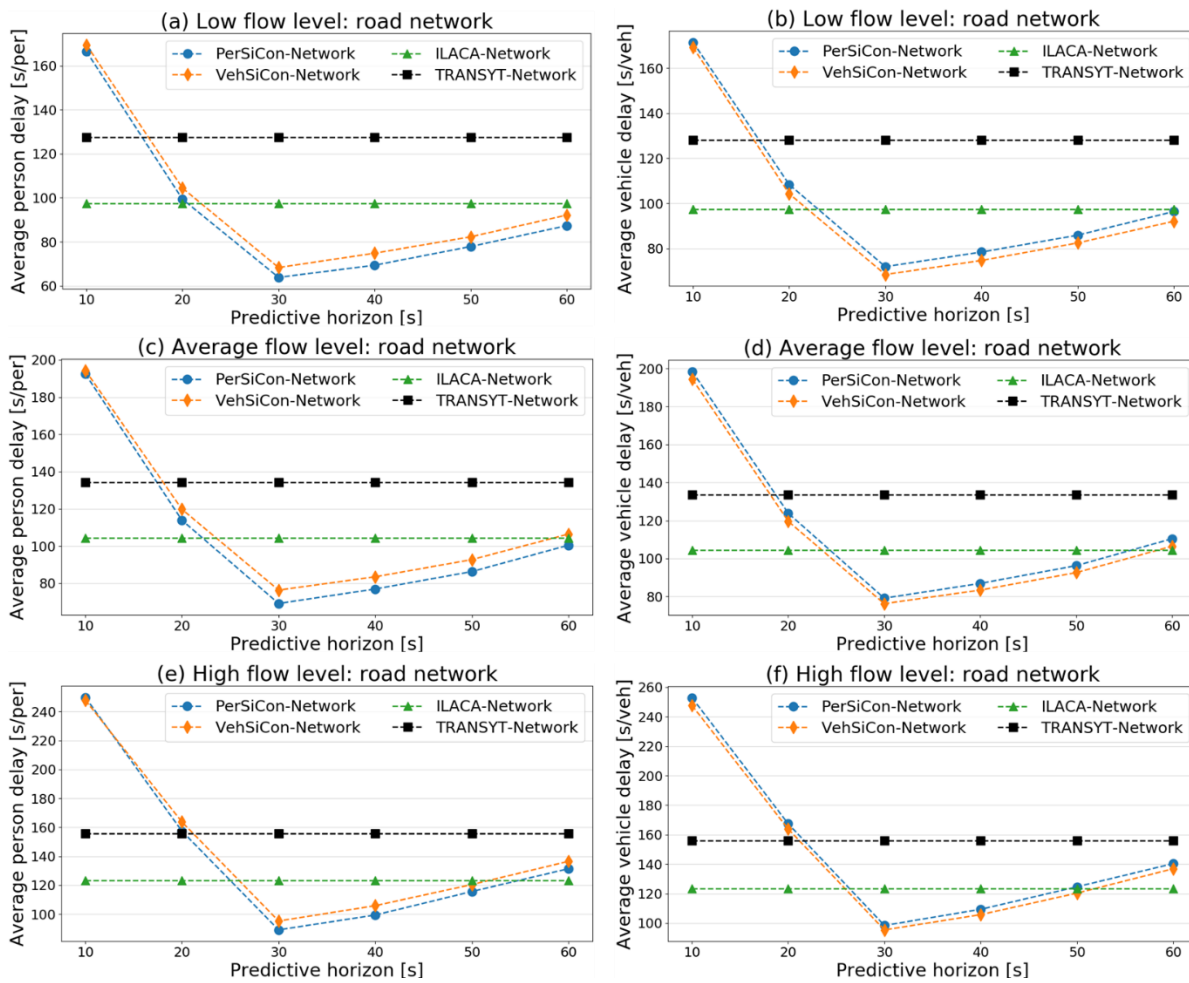 (a) Low flow level: road network
Average person delay [s/per]
160
140
120
100
80
60
PerSiCon-Network
VehSiCon-Network
ILACA-Network
TRANSYT-Network
10 20 30 40 50 60
Predictive horizon [s]
(b) Low flow level: road network
Average vehicle delay [s/veh]
160
140
120
100
80
PerSiCon-Network
VehSiCon-Network
ILACA-Network
TRANSYT-Network
10 20 30 40 50 60
Predictive horizon [s]
(c) Average flow level: road network
Average person delay [s/per]
200
180
160
140
120
100
80
PerSiCon-Network
VehSiCon-Network
ILACA-Network
TRANSYT-Network
10 20 30 40 50 60
Predictive horizon [s]
(d) Average flow level: road network
Average vehicle delay [s/veh]
200
180
160
140
120
100
80
PerSiCon-Network
VehSiCon-Network
ILACA-Network
TRANSYT-Network
10 20 30 40 50 60
Predictive horizon [s]
(e) High flow level: road network
Average person delay [s/per]
240
220
200
180
160
140
120
100
PerSiCon-Network
VehSiCon-Network
ILACA-Network
TRANSYT-Network
10 20 30 40 50 60
Predictive horizon [s]
(f) High flow level: road network
Average vehicle delay [s/veh]
260
240
220
200
180
160
140
120
100
PerSiCon-Network
VehSiCon-Network
ILACA-Network
TRANSYT-Network
10 20 30 40 50 60
Predictive horizon [s]